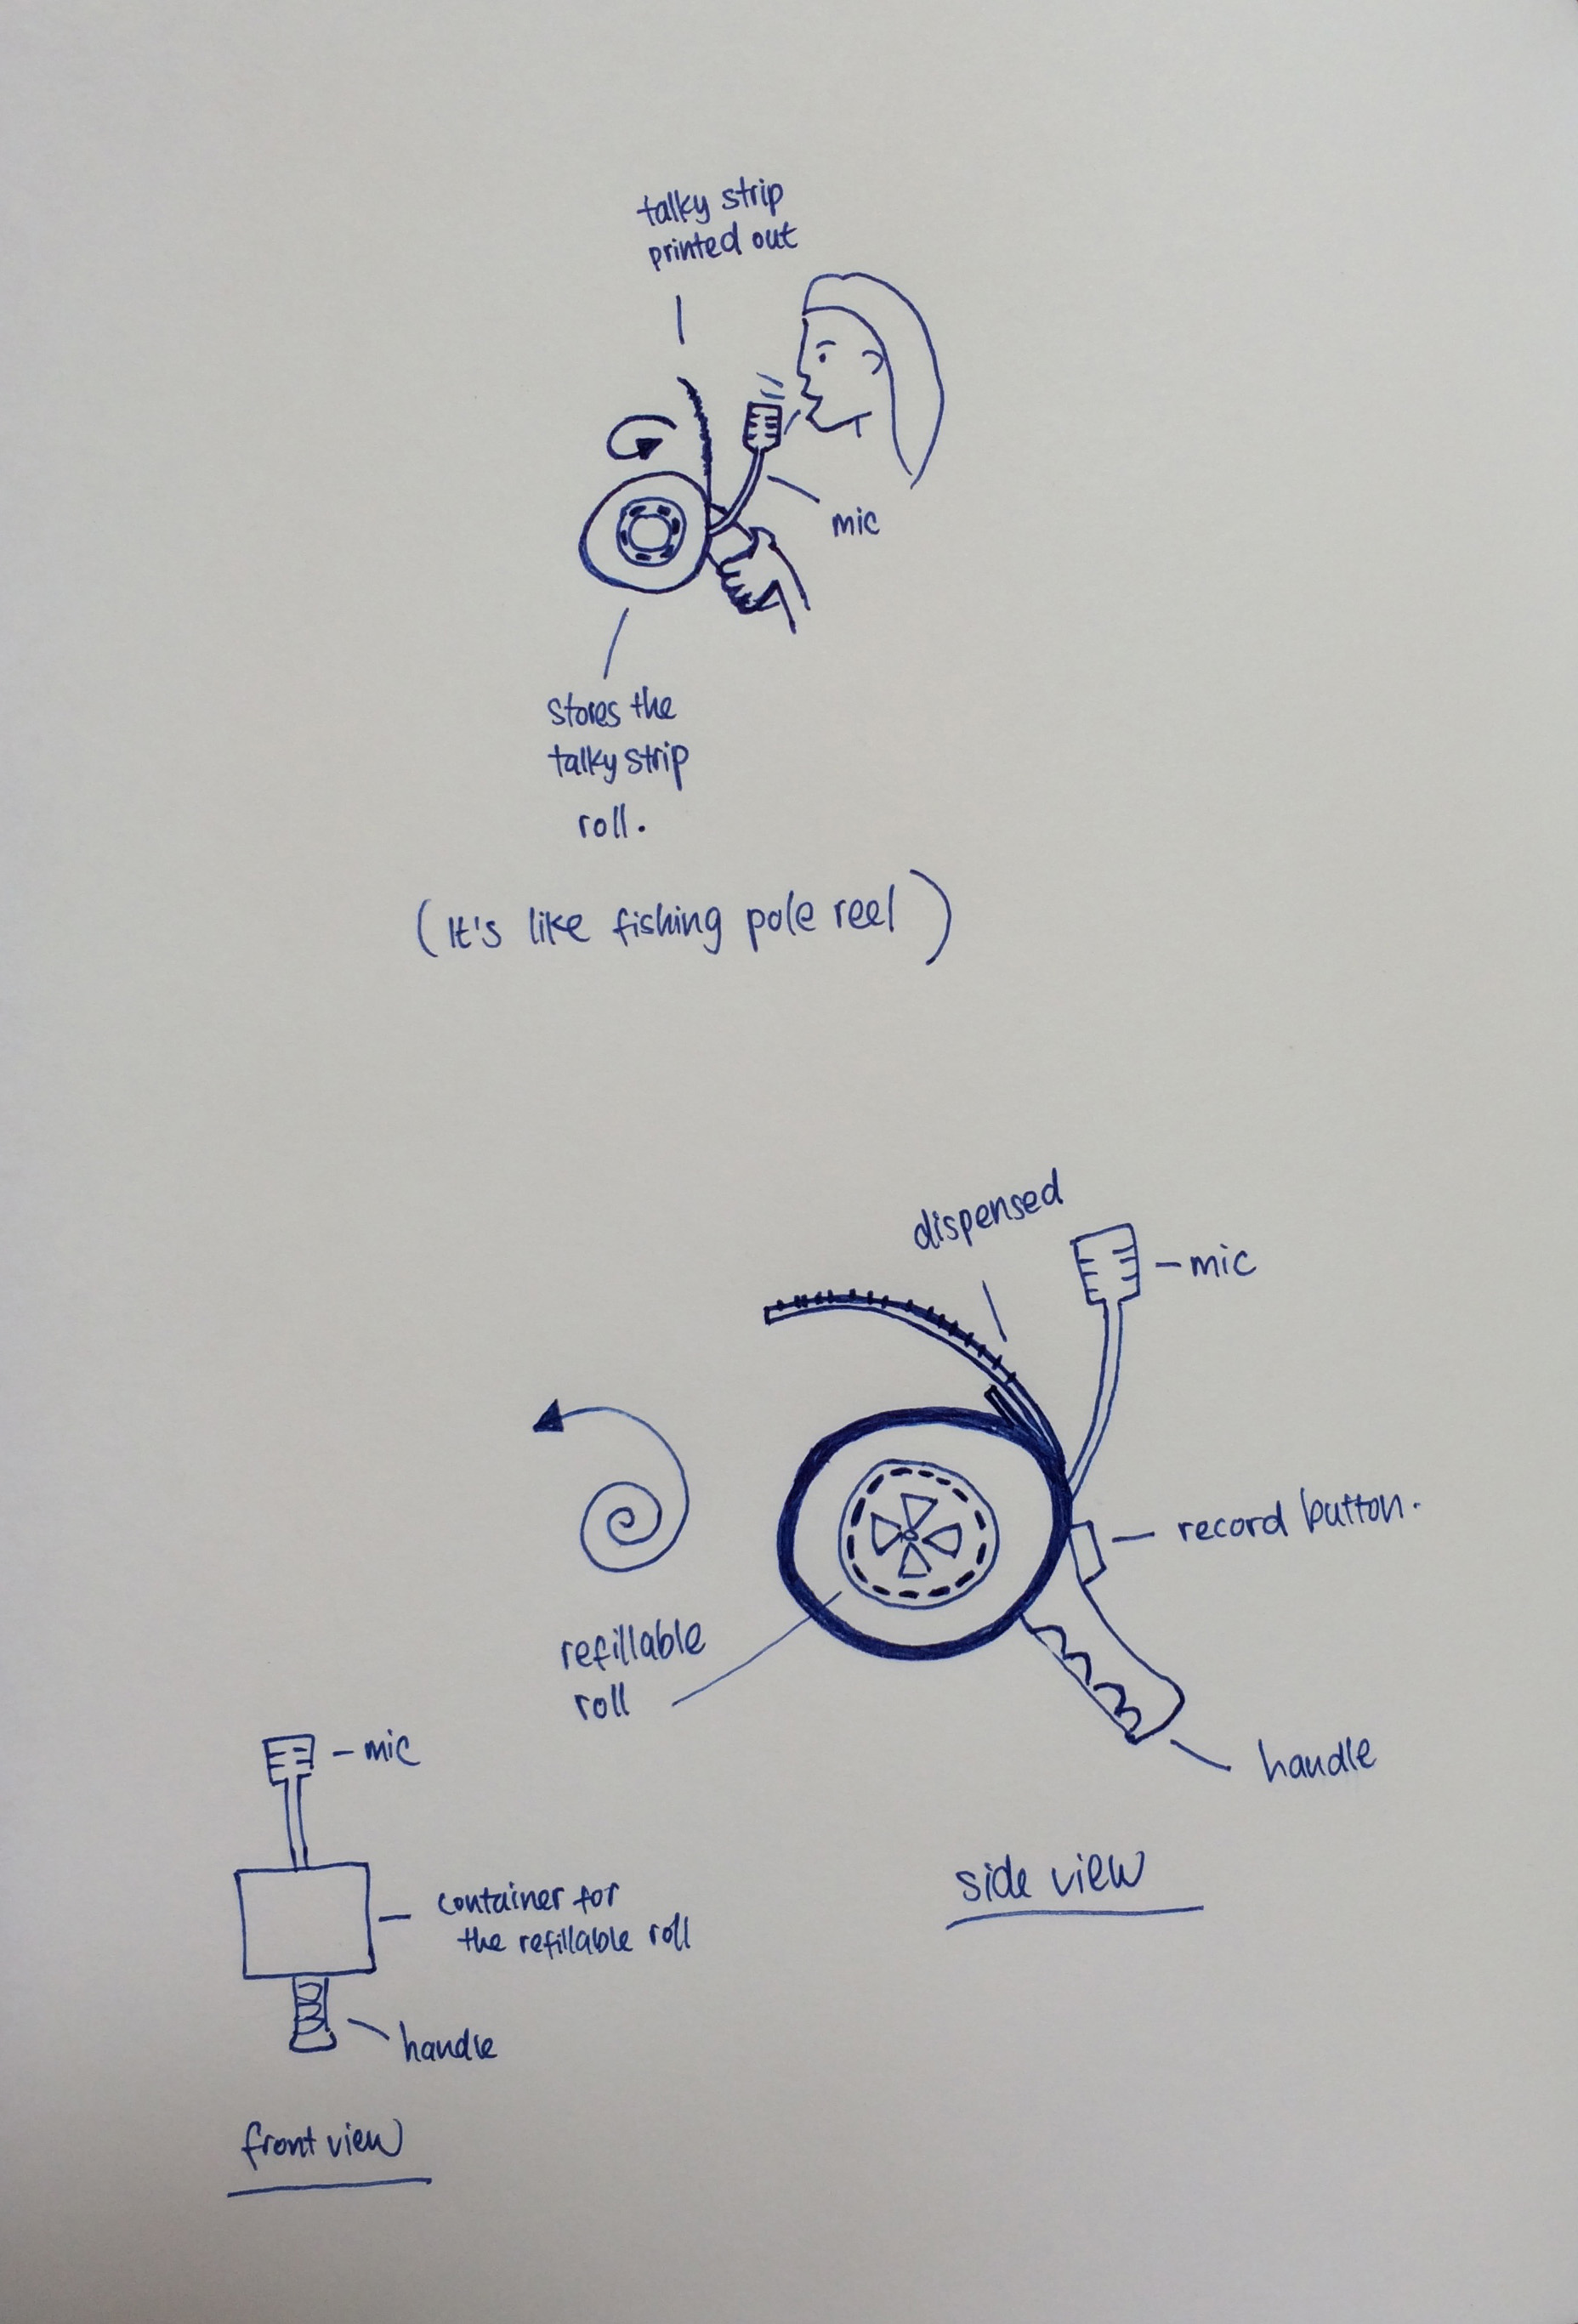 talky strip
printed out
mic
stores the
talky strip
roll.
(It's like fishing pole reel)
dispensed
- mic
record button.
refillable
roll
handle
side view
- mic
container for
the refillable roll
handle
front view